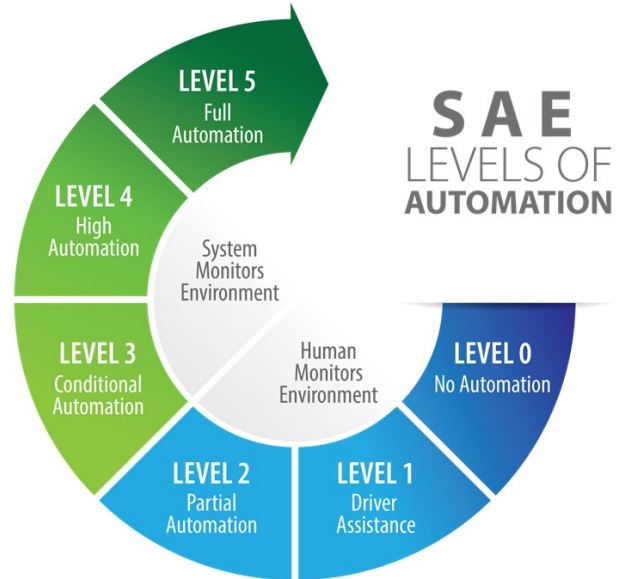 S A E
LEVELS OF
AUTOMATION
LEVEL 0
No Automation
LEVEL 1
Driver
Assistance
LEVEL 2
Partial
Automation
LEVEL 3
Conditional
Automation
LEVEL 4
High
Automation
LEVEL 5
Full
Automation
Human
Monitors
Environment
System
Monitors
Environment